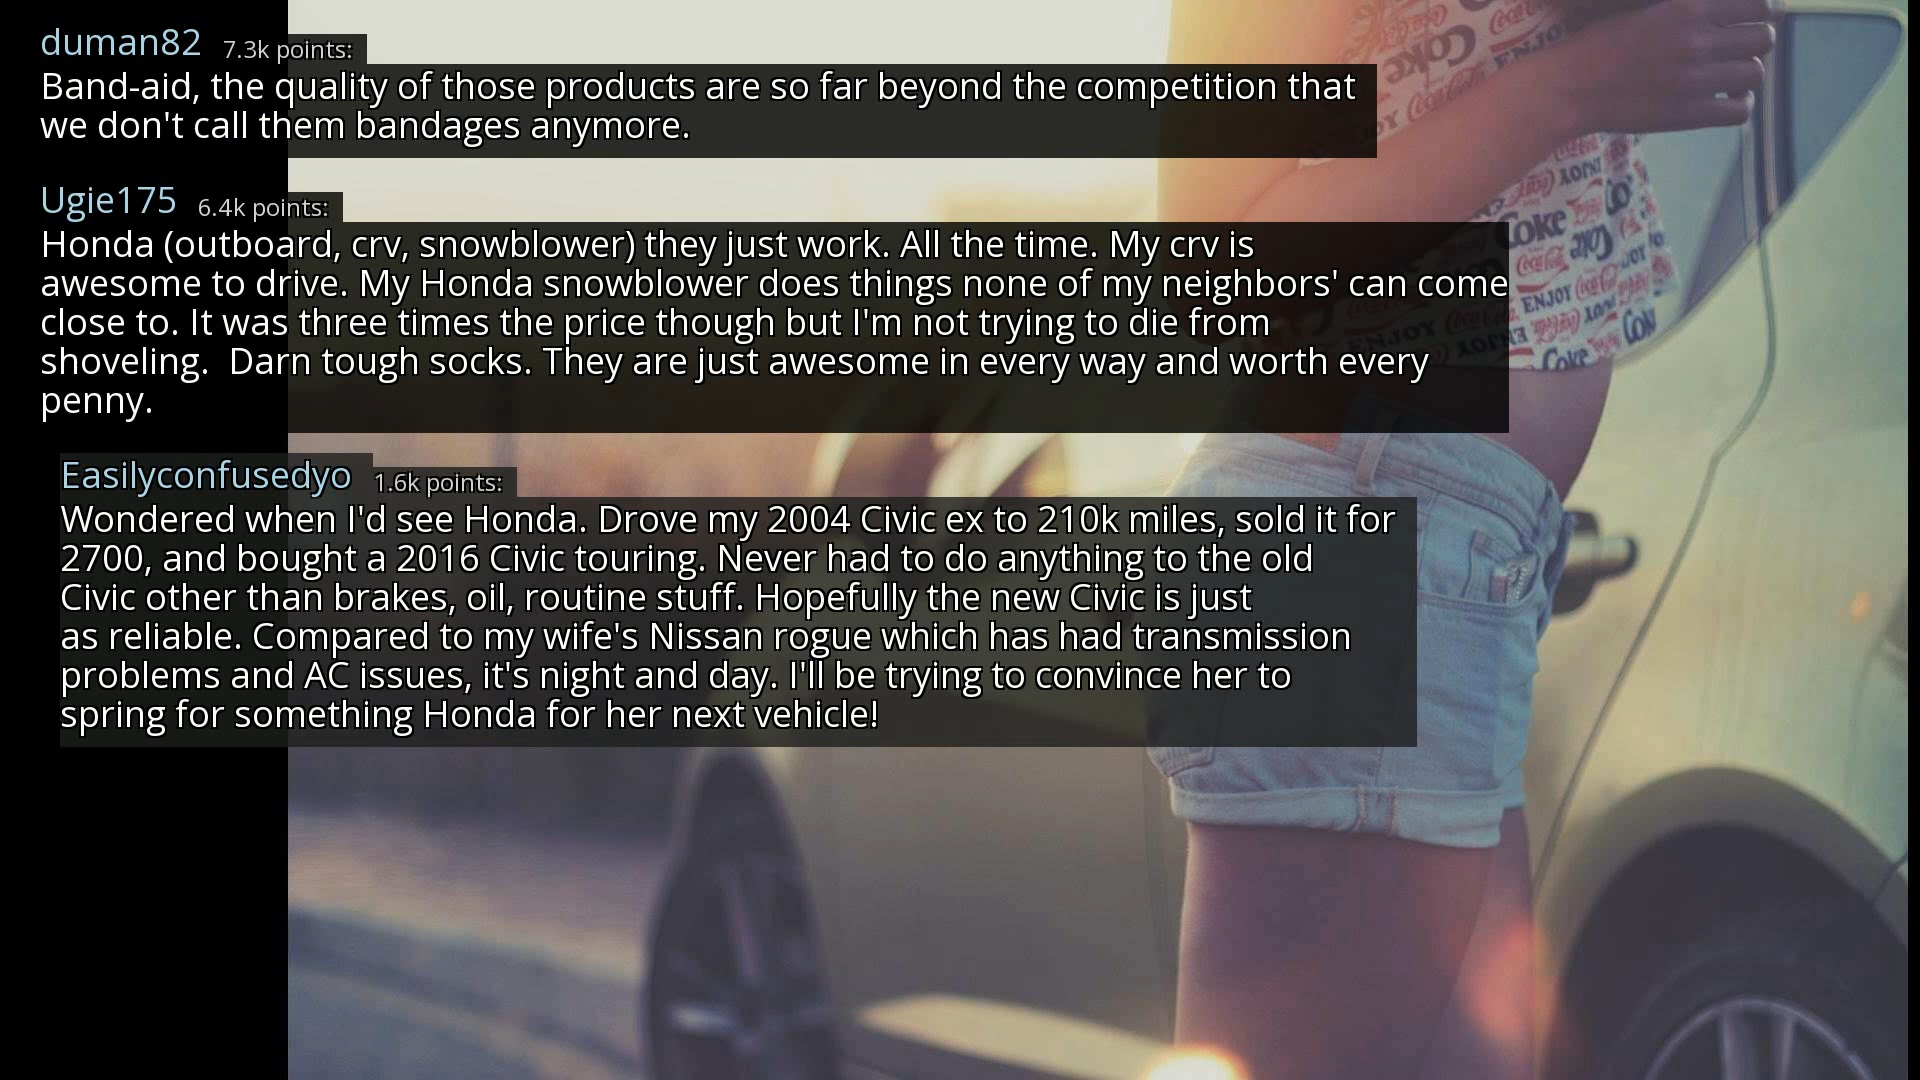 duman82 7.3k points:
Band-aid, the quality of those products are so far beyond the competition that
we don't call them bandages anymore.
Ugie175 6.4k points:
Honda (outboard, crv, snowblower) they just work. All the time. My crv is
awesome to drive. My Honda snowblower does things none of my neighbors' can come
close to. It was three times the price though but I'm not trying to die from
shoveling.  Darn tough socks. They are just awesome in every way and worth every
penny.
Easilyconfusedyo 1.6k points:
Wondered when I'd see Honda. Drove my 2004 Civic ex to 210k miles, sold it for
2700, and bought a 2016 Civic touring. Never had to do anything to the old
Civic other than brakes, oil, routine stuff. Hopefully the new Civic is just
as reliable. Compared to my wife's Nissan rogue which has had transmission
problems and AC issues, it's night and day. I'll be trying to convince her to
spring for something Honda for her next vehicle!
Coke
Coke
ENJOY
Coke